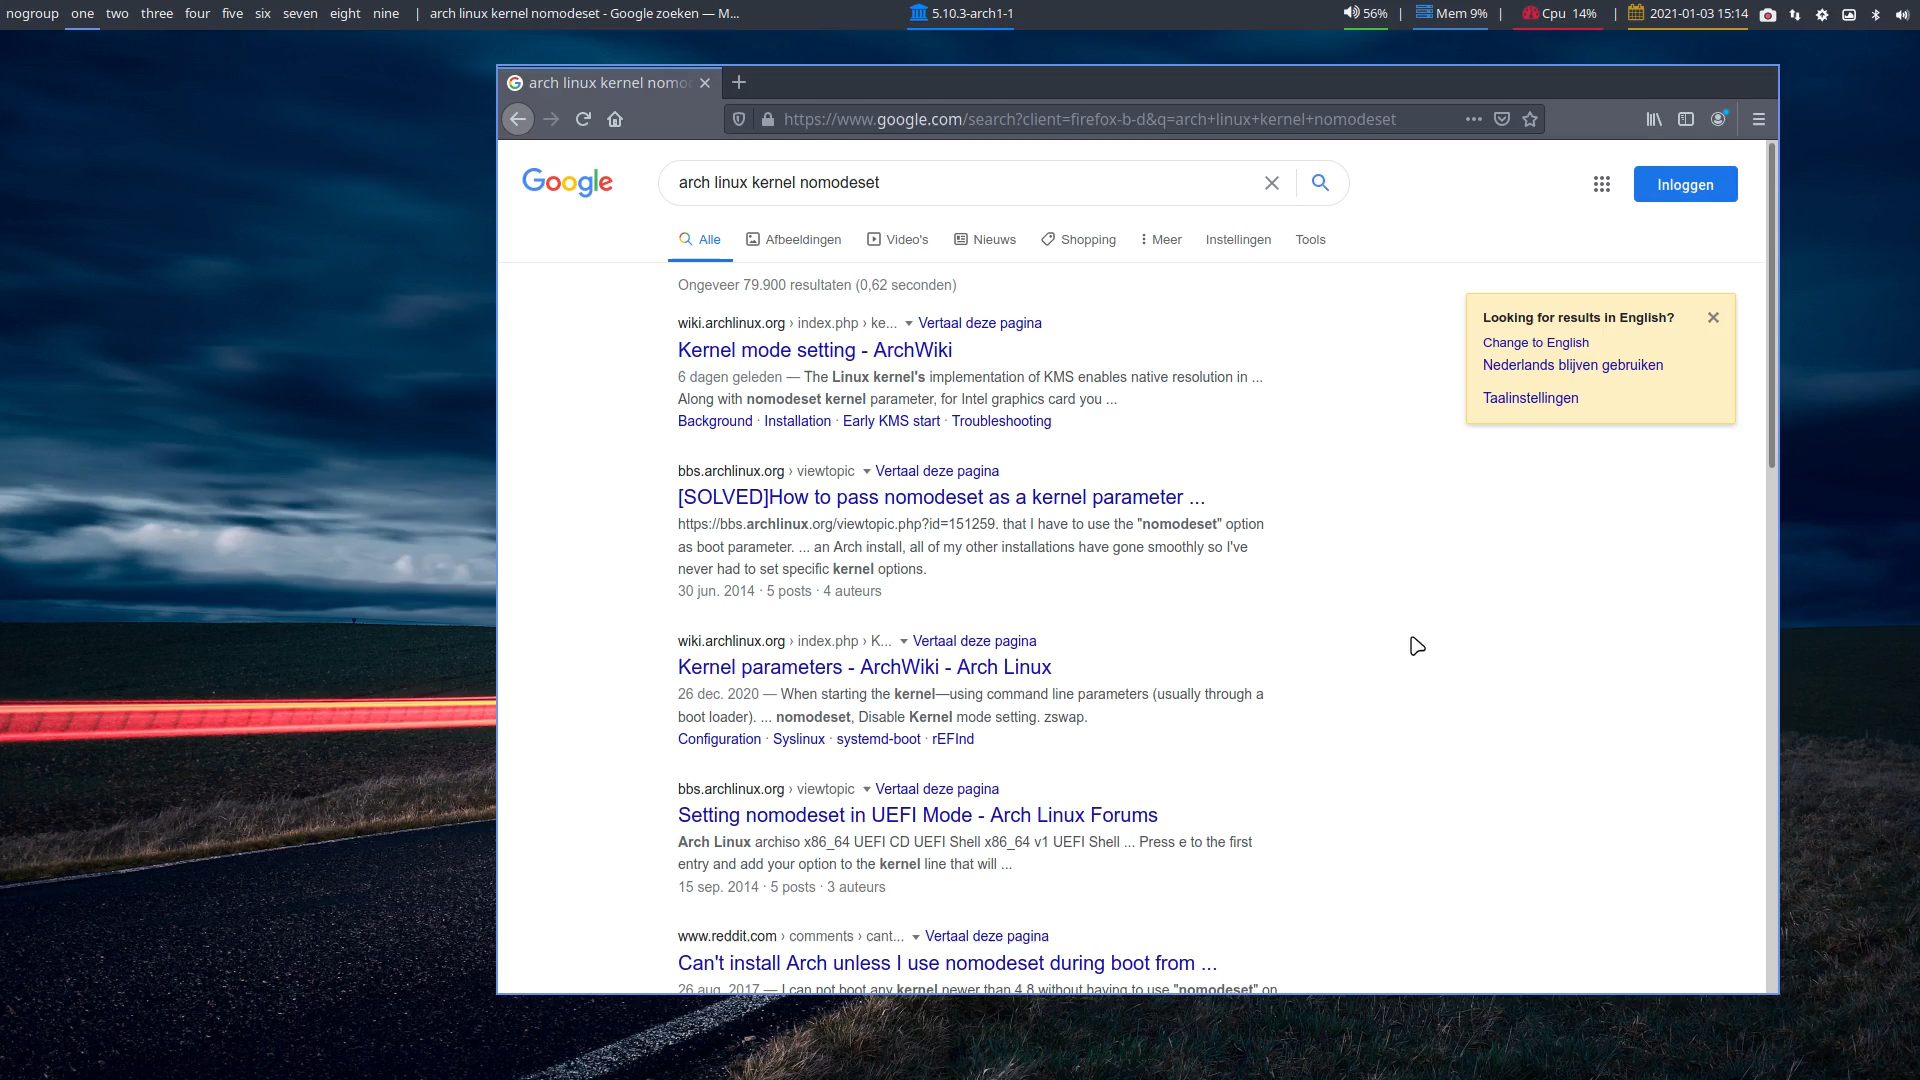 nogroup one two three four five six seven eight nine | arch linux kernel nomodeset - Google zoeken — M...
5.10.3-arch1-1
56% | Mem 9% | Cpu 14% | 2021-01-03 15:14
arch linux kernel nomo
https://www.google.com/search?client=firefox-b-d&q=arch+linux+kernel+nomodeset
Google
arch linux kernel nomodeset
Inloggen
Alle Afbeeldingen Video's Nieuws Shopping Meer Instellingen Tools
Ongeveer 79.900 resultaten (0,62 seconden)
wiki.archlinux.org › index.php › ke... Vertaal deze pagina
Kernel mode setting - ArchWiki
6 dagen geleden — The Linux kernel's implementation of KMS enables native resolution in ...
Along with nomodeset kernel parameter, for Intel graphics card you ...
Background · Installation · Early KMS start · Troubleshooting
Looking for results in English?
Change to English
Nederlands blijven gebruiken
Taalinstellingen
bbs.archlinux.org › viewtopic Vertaal deze pagina
[SOLVED]How to pass nomodeset as a kernel parameter ...
https://bbs.archlinux.org/viewtopic.php?id=151259. that I have to use the "nomodeset" option
as boot parameter. ... an Arch install, all of my other installations have gone smoothly so I've
never had to set specific kernel options.
30 jun. 2014 · 5 posts · 4 auteurs
wiki.archlinux.org › index.php › K... Vertaal deze pagina
Kernel parameters - ArchWiki - Arch Linux
26 dec. 2020 — When starting the kernel—using command line parameters (usually through a
boot loader). ... nomodeset, Disable Kernel mode setting. zswap.
Configuration · Syslinux · systemd-boot · rEFInd
bbs.archlinux.org › viewtopic Vertaal deze pagina
Setting nomodeset in UEFI Mode - Arch Linux Forums
Arch Linux archiso x86_64 UEFI CD UEFI Shell x86_64 v1 UEFI Shell ... Press e to the first
entry and add your option to the kernel line that will ...
15 sep. 2014 · 5 posts · 3 auteurs
www.reddit.com › comments › cant... Vertaal deze pagina
Can't install Arch unless I use nomodeset during boot from ...
26 aug. 2017 — I can not boot any kernel newer than 4.8 without having to use "nomodeset" on